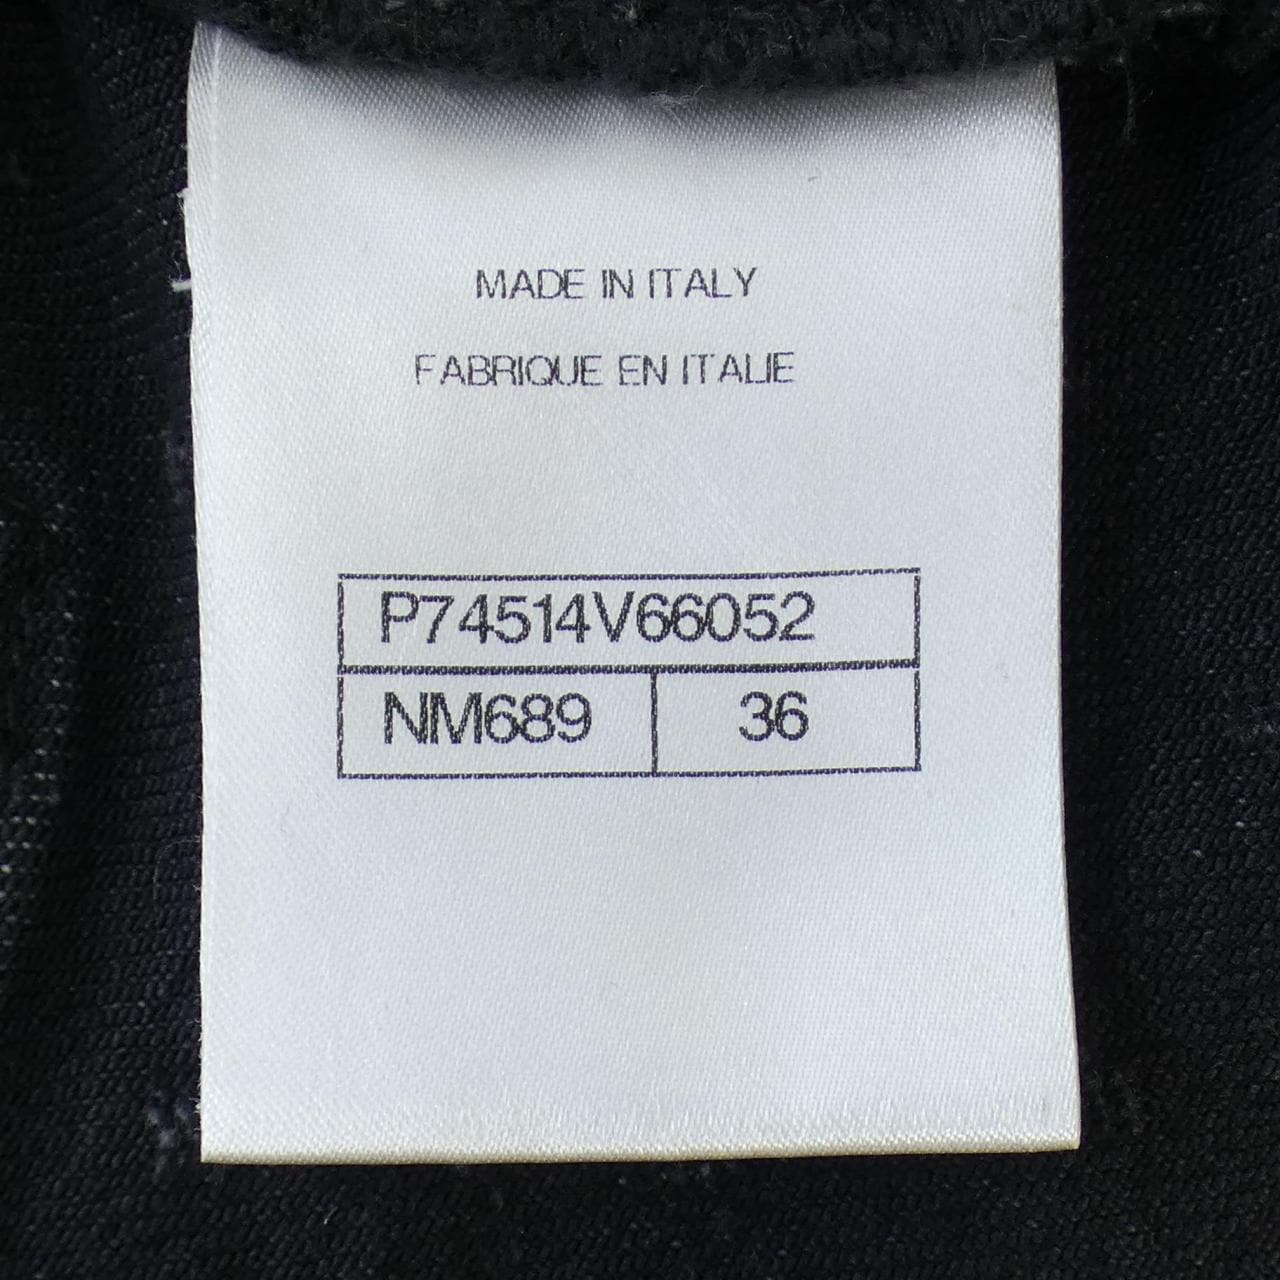 MADE IN ITALY
FABRIQUE EN ITALIE
P74514V66052
NM689 36